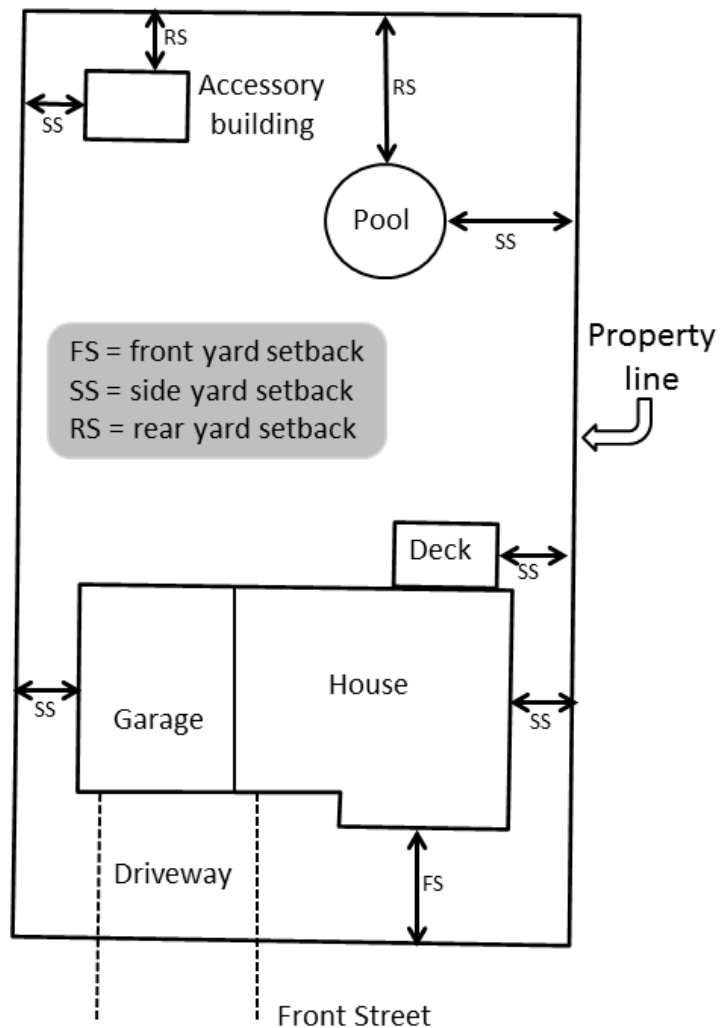 RS
Accessory
building
SS
RS
Pool
SS
FS = front yard setback
SS = side yard setback
RS = rear yard setback
Property
line
Deck
SS
House
SS
Garage
SS
Driveway
FS
Front Street